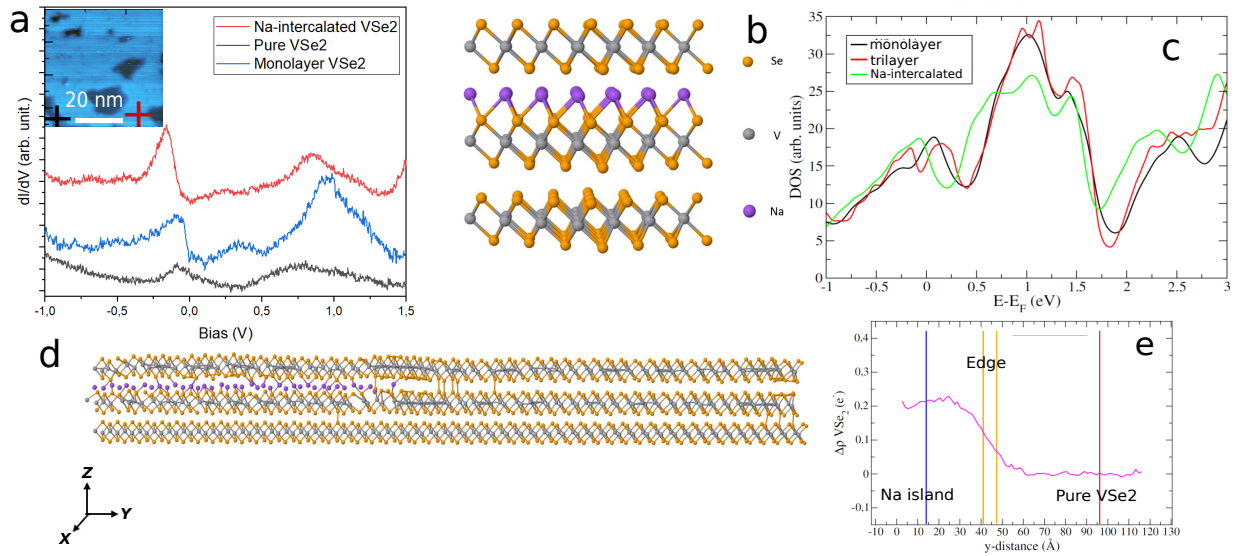 a
Na-intercalated VSe2
Pure VSe2
Monolayer VSe2
20 nm
dI/dV (arb. unit.)
-1,0
-0,5
0,0
0,5
1,0
1,5
Bias (V)
b
Se
V
Na
c
monolayer
trilayer
Na-intercalated
DOS (arb. units)
35
30
25
20
15
10
5
0
-1
-0.5
0
0.5
1
1.5
2
2.5
3
E-E_F (eV)
d
Z
Y
X
e
Edge
Na island
Pure VSe2
Δρ VSe₂ (e⁻)
0,4
0.3
0.2
0.1
0
-0.1
-10
0
10
20
30
40
50
60
70
80
90
100
110
120
130
y-distance (Å)